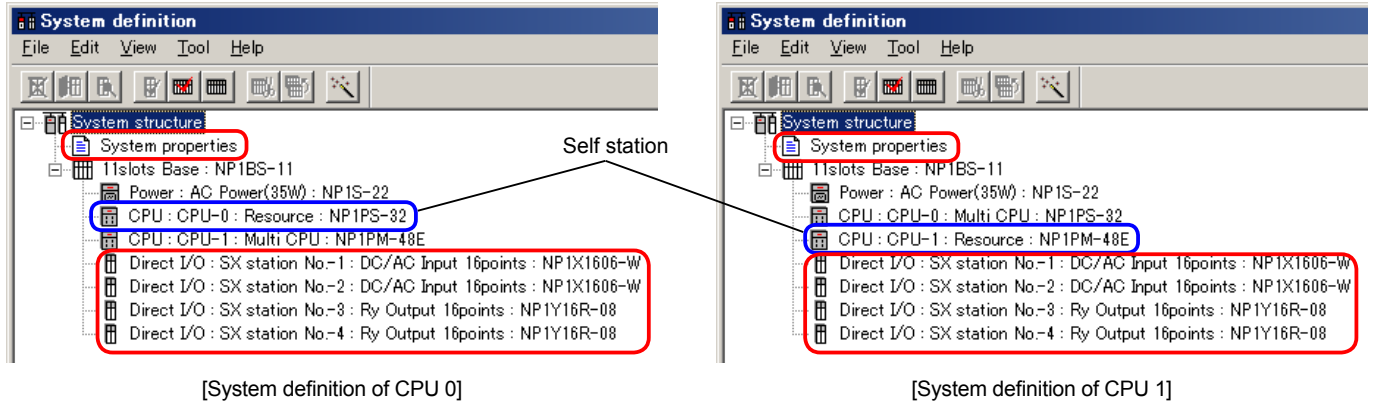 System definition
File Edit View Tool Help
System structure
System properties
11slots Base : NP1BS-11
Power : AC Power(35W) : NP1S-22
CPU : CPU-0 : Resource : NP1PS-32
CPU : CPU-1 : Multi CPU : NP1PM-48E
Direct I/O : SX station No.-1 : DC/AC Input 16points : NP1X1606-W
Direct I/O : SX station No.-2 : DC/AC Input 16points : NP1X1606-W
Direct I/O : SX station No.-3 : Ry Output 16points : NP1Y16R-08
Direct I/O : SX station No.-4 : Ry Output 16points : NP1Y16R-08
[System definition of CPU 0]
Self station
System definition
File Edit View Tool Help
System structure
System properties
11slots Base : NP1BS-11
Power : AC Power(35W) : NP1S-22
CPU : CPU-0 : Multi CPU : NP1PS-32
CPU : CPU-1 : Resource : NP1PM-48E
Direct I/O : SX station No.-1 : DC/AC Input 16points : NP1X1606-W
Direct I/O : SX station No.-2 : DC/AC Input 16points : NP1X1606-W
Direct I/O : SX station No.-3 : Ry Output 16points : NP1Y16R-08
Direct I/O : SX station No.-4 : Ry Output 16points : NP1Y16R-08
[System definition of CPU 1]